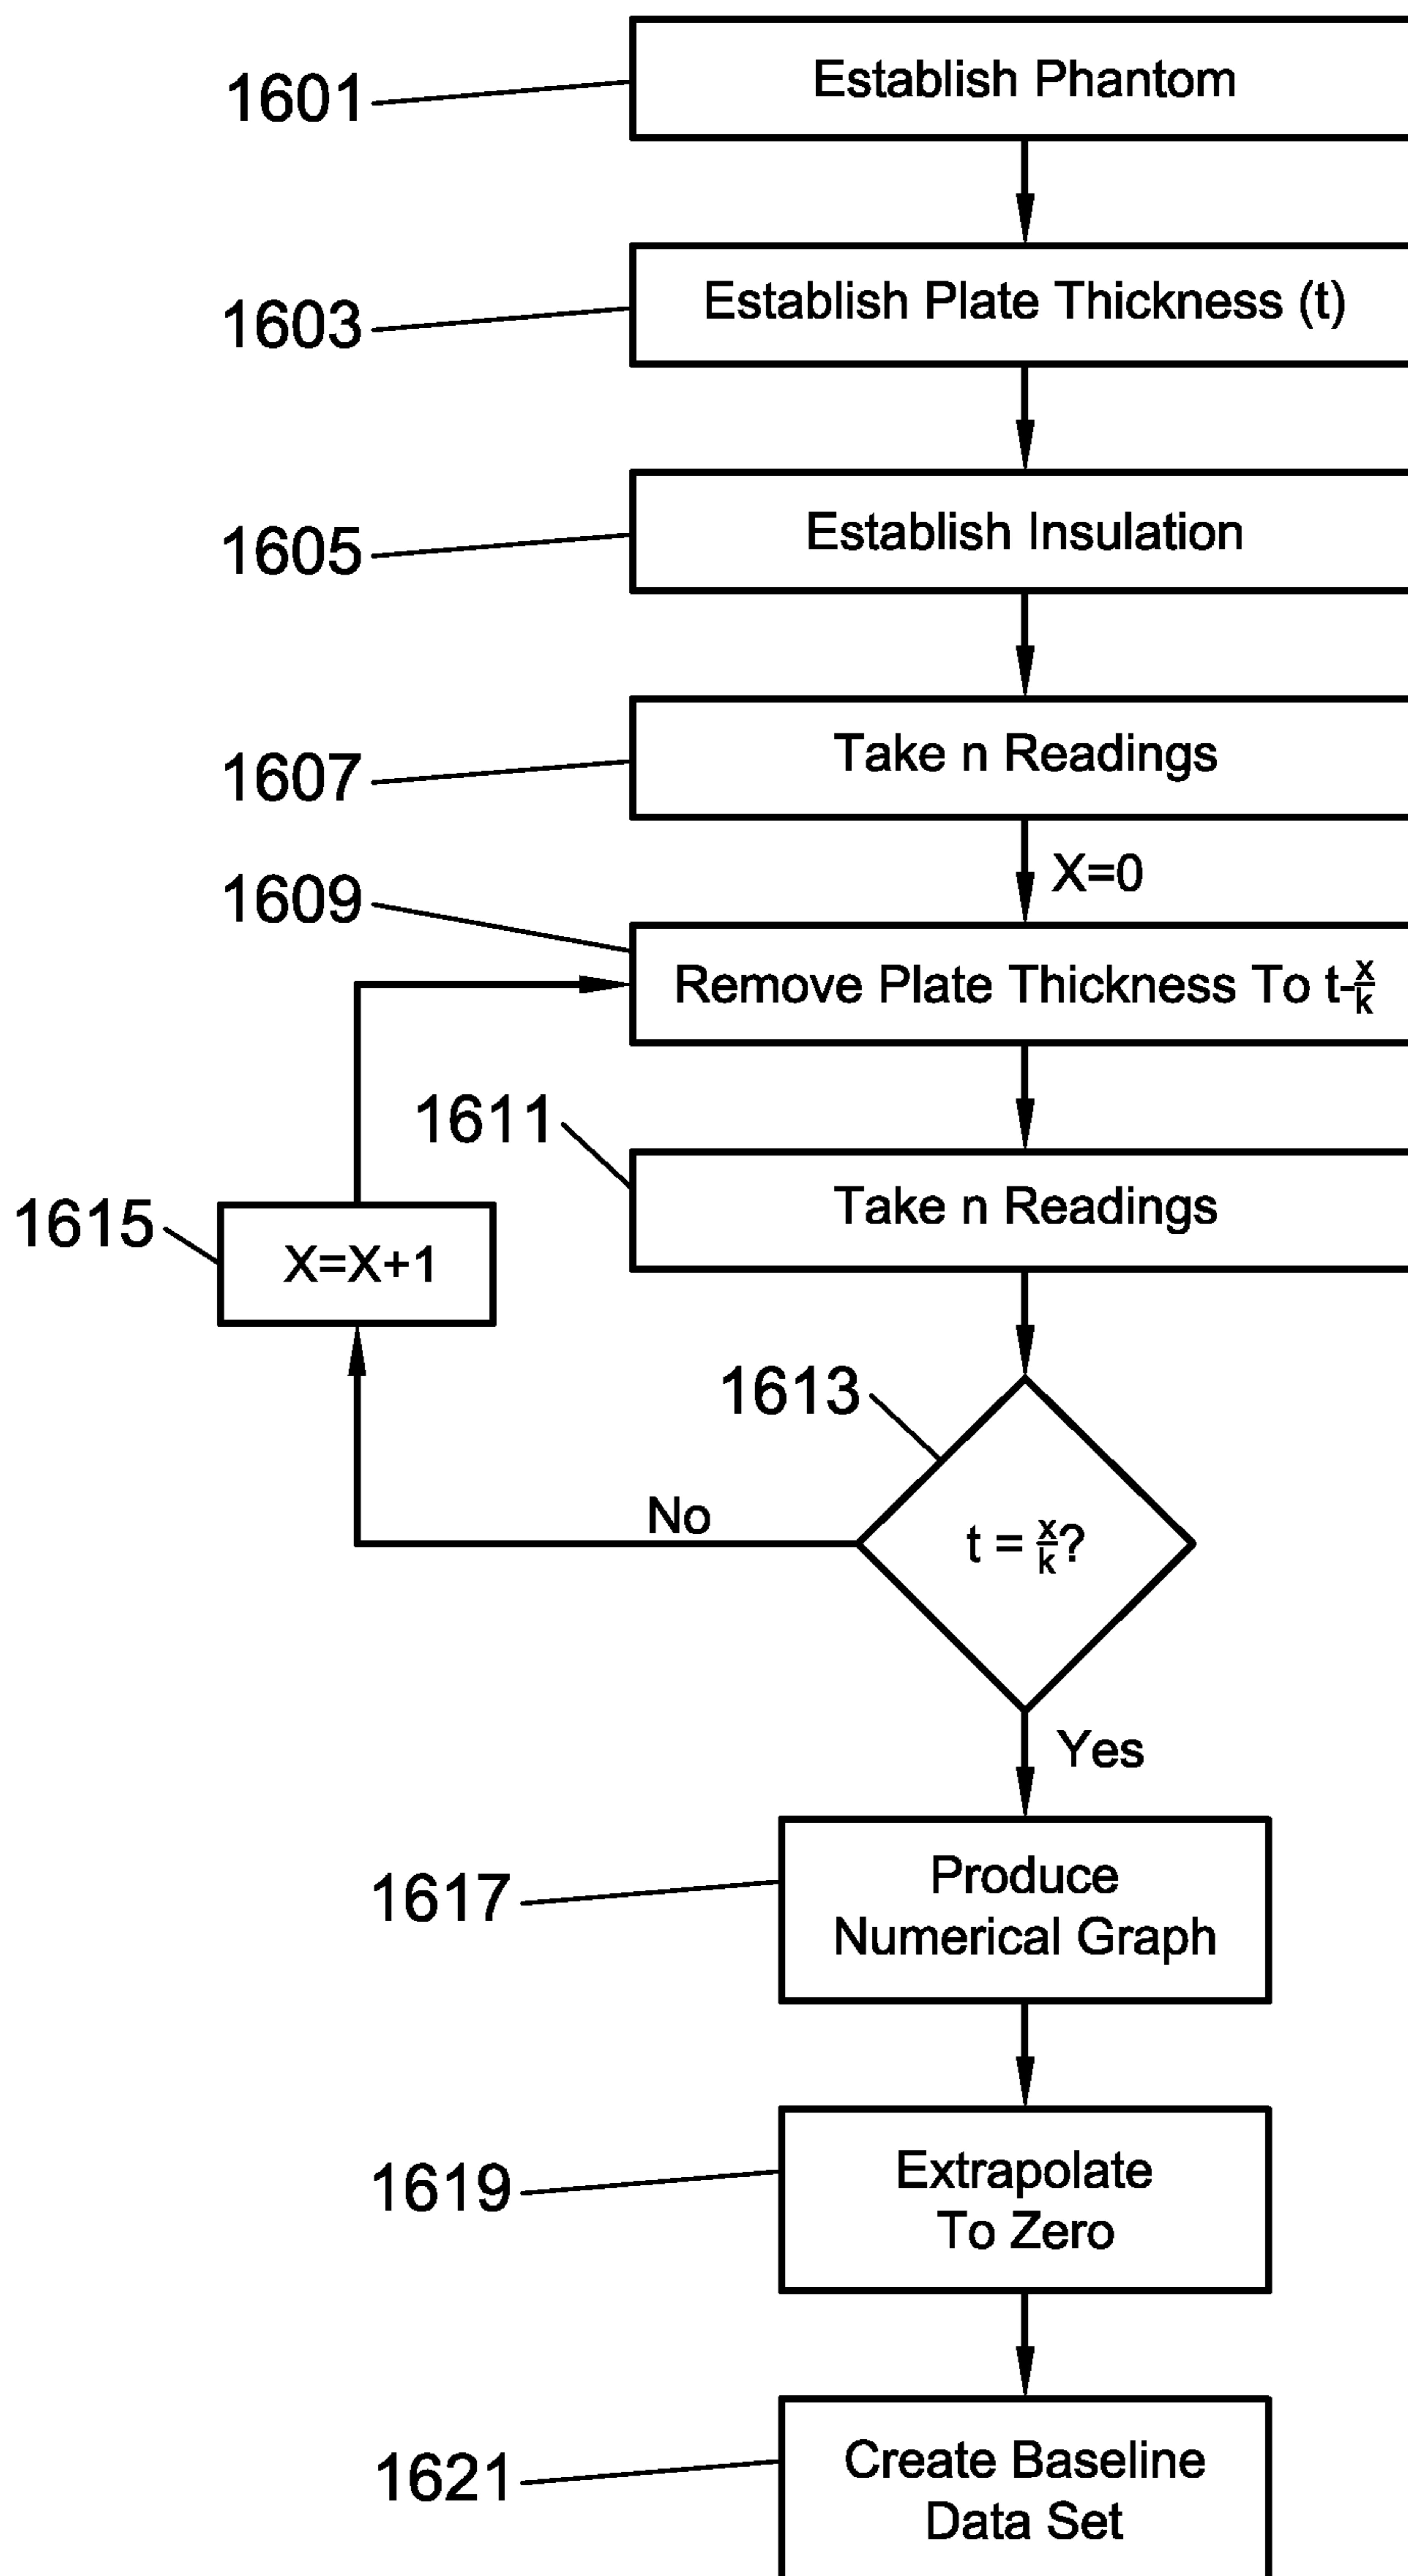 1601
Establish Phantom
1603
Establish Plate Thickness (t)
1605
Establish Insulation
1607
Take n Readings
X=0
1609
Remove Plate Thickness To t-x/k
1611
Take n Readings
1615
X=X+1
1613
t = x/k?
No
Yes
1617
Produce
Numerical Graph
1619
Extrapolate
To Zero
1621
Create Baseline
Data Set